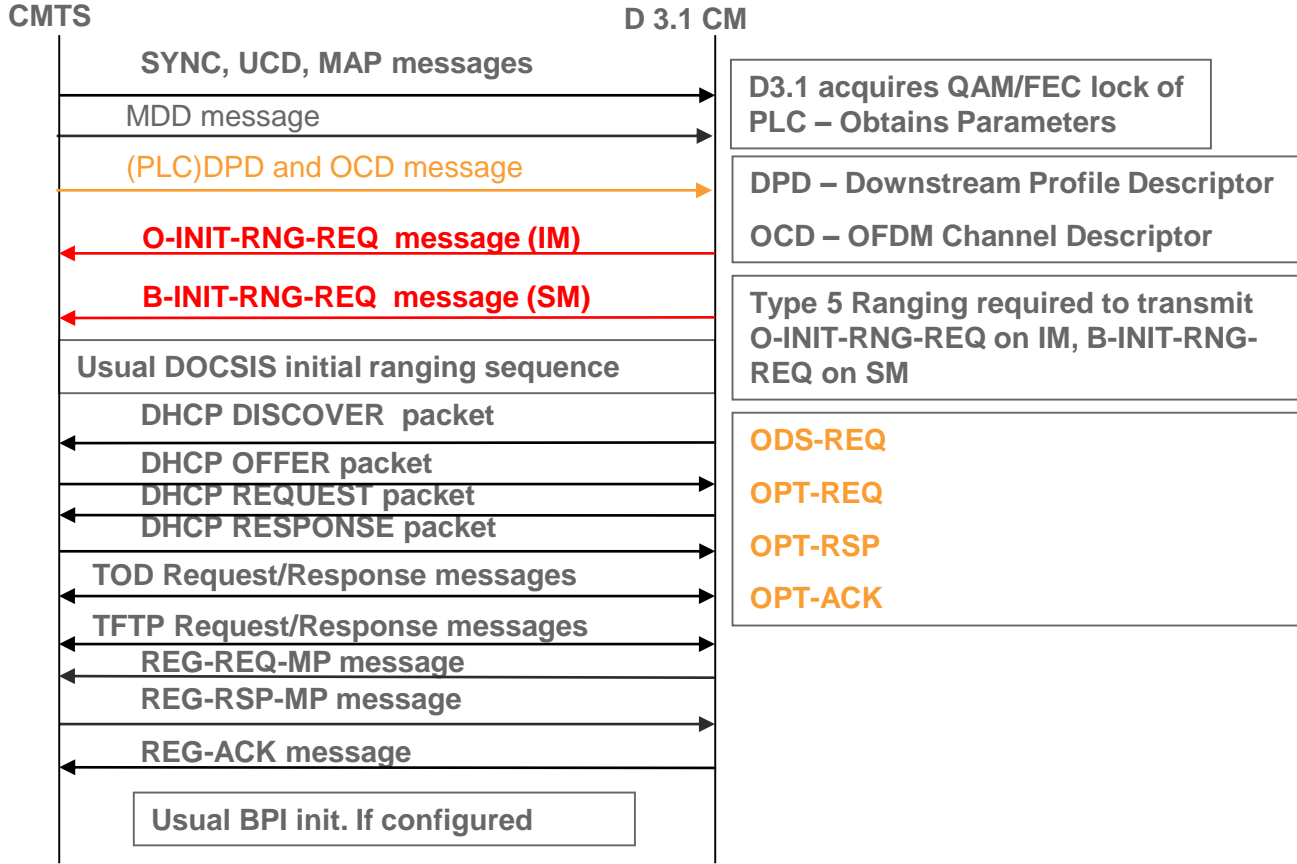 CMTS
D 3.1 CM
SYNC, UCD, MAP messages
MDD message
(PLC)DPD and OCD message
O-INIT-RNG-REQ message (IM)
B-INIT-RNG-REQ message (SM)
Usual DOCSIS initial ranging sequence
DHCP DISCOVER packet
DHCP OFFER packet
DHCP REQUEST packet
DHCP RESPONSE packet
TOD Request/Response messages
TFTP Request/Response messages
REG-REQ-MP message
REG-RSP-MP message
REG-ACK message
Usual BPI init. If configured
D3.1 acquires QAM/FEC lock of
PLC – Obtains Parameters
DPD – Downstream Profile Descriptor
OCD – OFDM Channel Descriptor
Type 5 Ranging required to transmit
O-INIT-RNG-REQ on IM, B-INIT-RNG-
REQ on SM
ODS-REQ
OPT-REQ
OPT-RSP
OPT-ACK